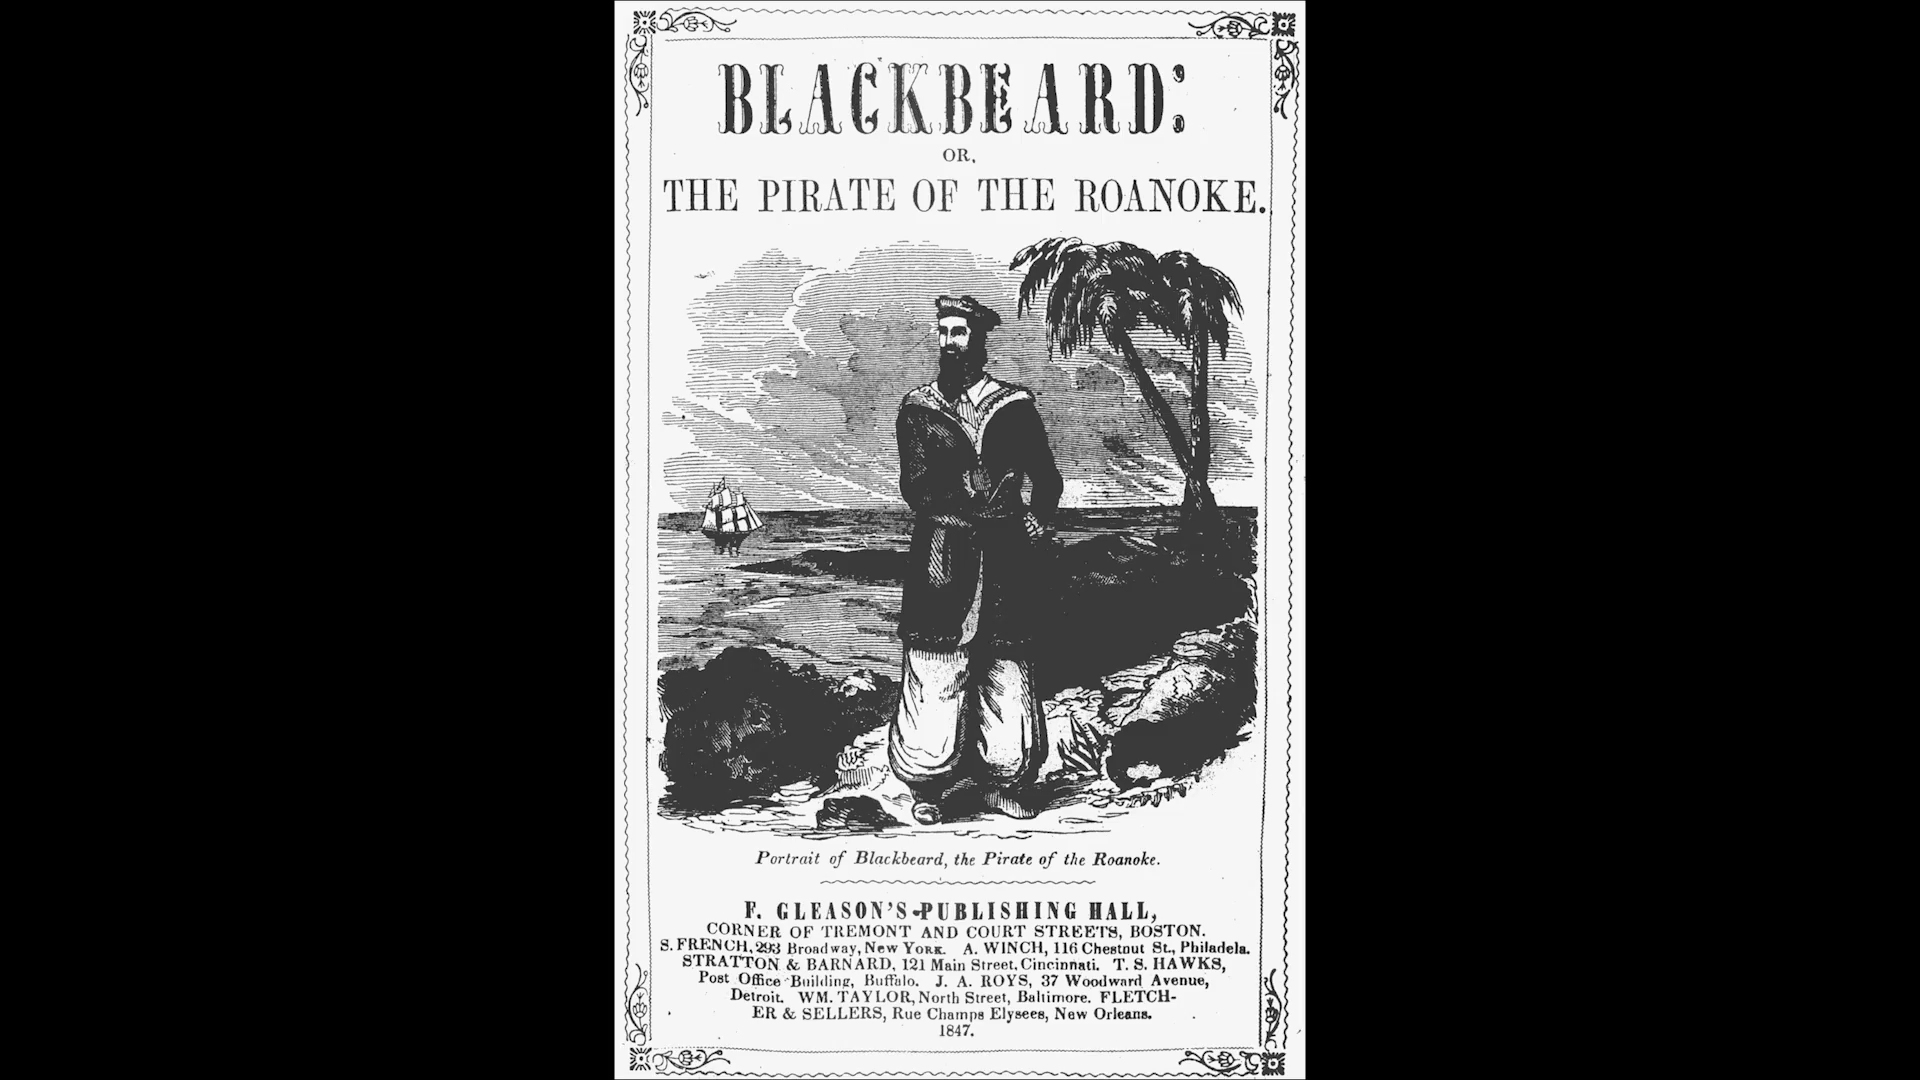 BLACKBEARD:
OR,
THE PIRATE OF THE ROANOKE.
Portrait of Blackbeard, the Pirate of the Roanoke.
F. GLEASON'S PUBLISHING HALL,
CORNER OF TREMONT AND COURT STREETS, BOSTON.
S. FRENCH, 293 Broadway, New York. A. WINCH, 116 Chestnut St., Philadela.
STRATTON & BARNARD, 121 Main Street, Cincinnati. T. S. HAWKS,
Post Office Building, Buffalo. J. A. ROYS, 37 Woodward Avenue,
Detroit. WM. TAYLOR, North Street, Baltimore. FLETCH-
ER & SELLERS, Rue Champs Elysees, New Orleans.
1847.